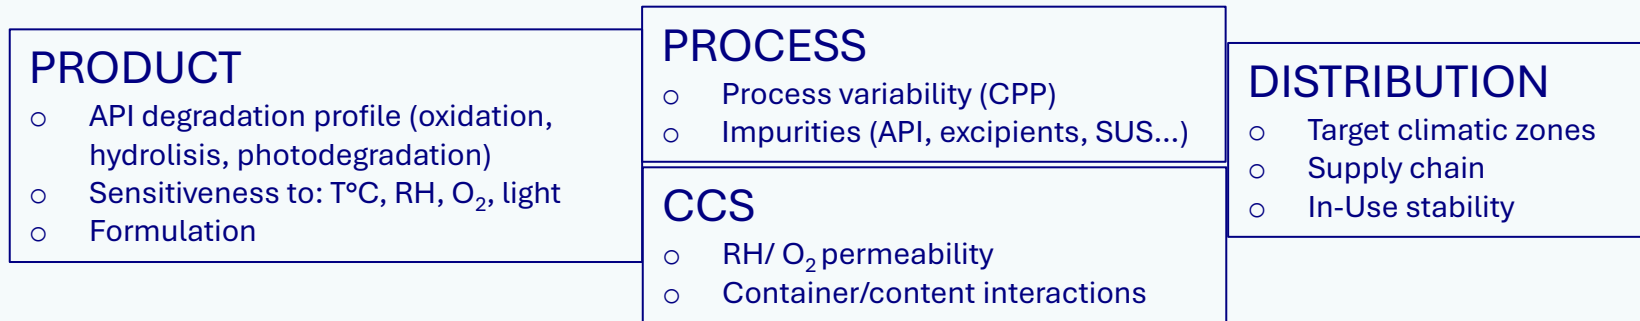 PRODUCT
o API degradation profile (oxidation,
hydrolisis, photodegradation)
o Sensitiveness to: T°C, RH, O₂, light
o Formulation
PROCESS
o Process variability (CPP)
o Impurities (API, excipients, SUS...)
CCS
o RH/ O₂ permeability
o Container/content interactions
DISTRIBUTION
o Target climatic zones
o Supply chain
o In-Use stability